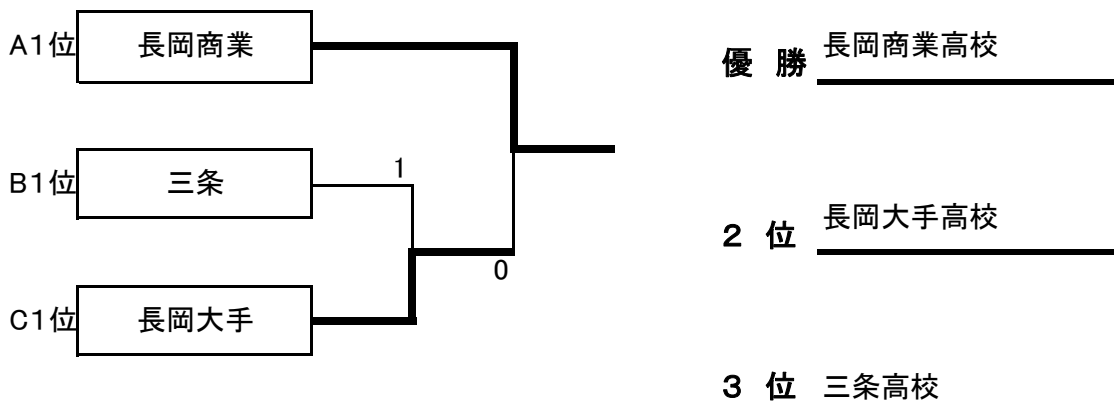 A1位 長岡商業
B1位 三条 1
0
C1位 長岡大手
優 勝 長岡商業高校
２ 位 長岡大手高校
３ 位 三条高校